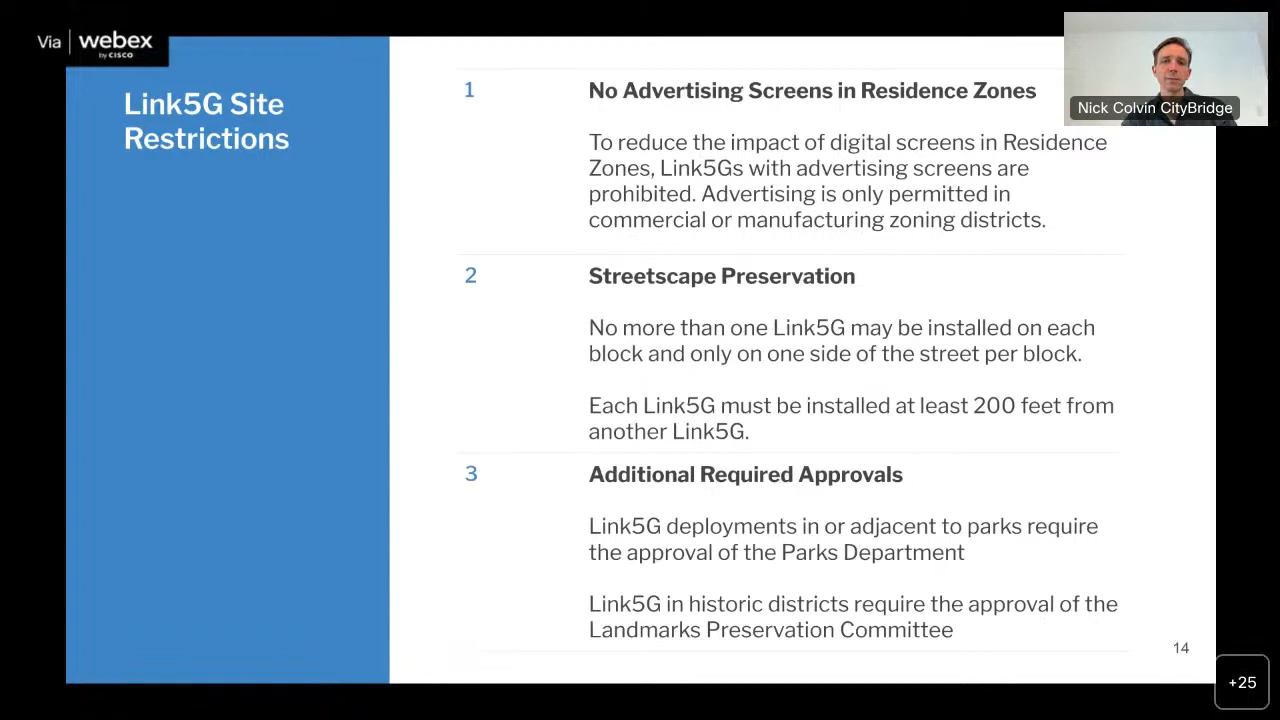 Via | webex
by CISCO
Link5G Site
Restrictions
1
No Advertising Screens in Residence Zones
To reduce the impact of digital screens in Residence
Zones, Link5Gs with advertising screens are
prohibited. Advertising is only permitted in
commercial or manufacturing zoning districts.
2
Streetscape Preservation
No more than one Link5G may be installed on each
block and only on one side of the street per block.
Each Link5G must be installed at least 200 feet from
another Link5G.
3
Additional Required Approvals
Link5G deployments in or adjacent to parks require
the approval of the Parks Department
Link5G in historic districts require the approval of the
Landmarks Preservation Committee
14
Nick Colvin CityBridge
+25